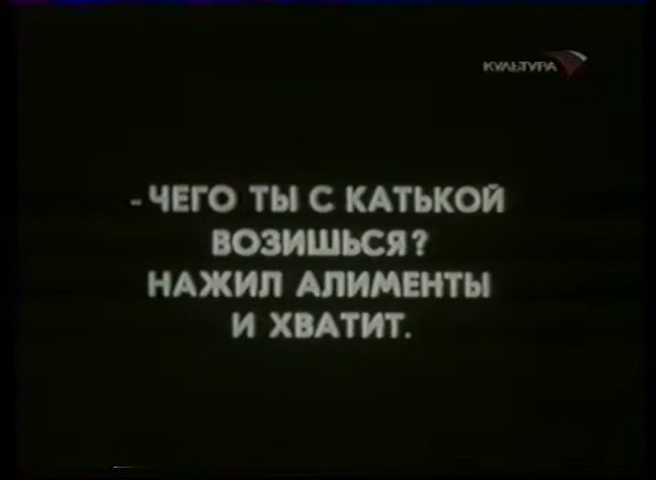 КУЛЬТУРА
- ЧЕГО ТЫ С КАТЬКОЙ
ВОЗИШЬСЯ?
НАЖИЛ АЛИМЕНТЫ
И ХВАТИТ.